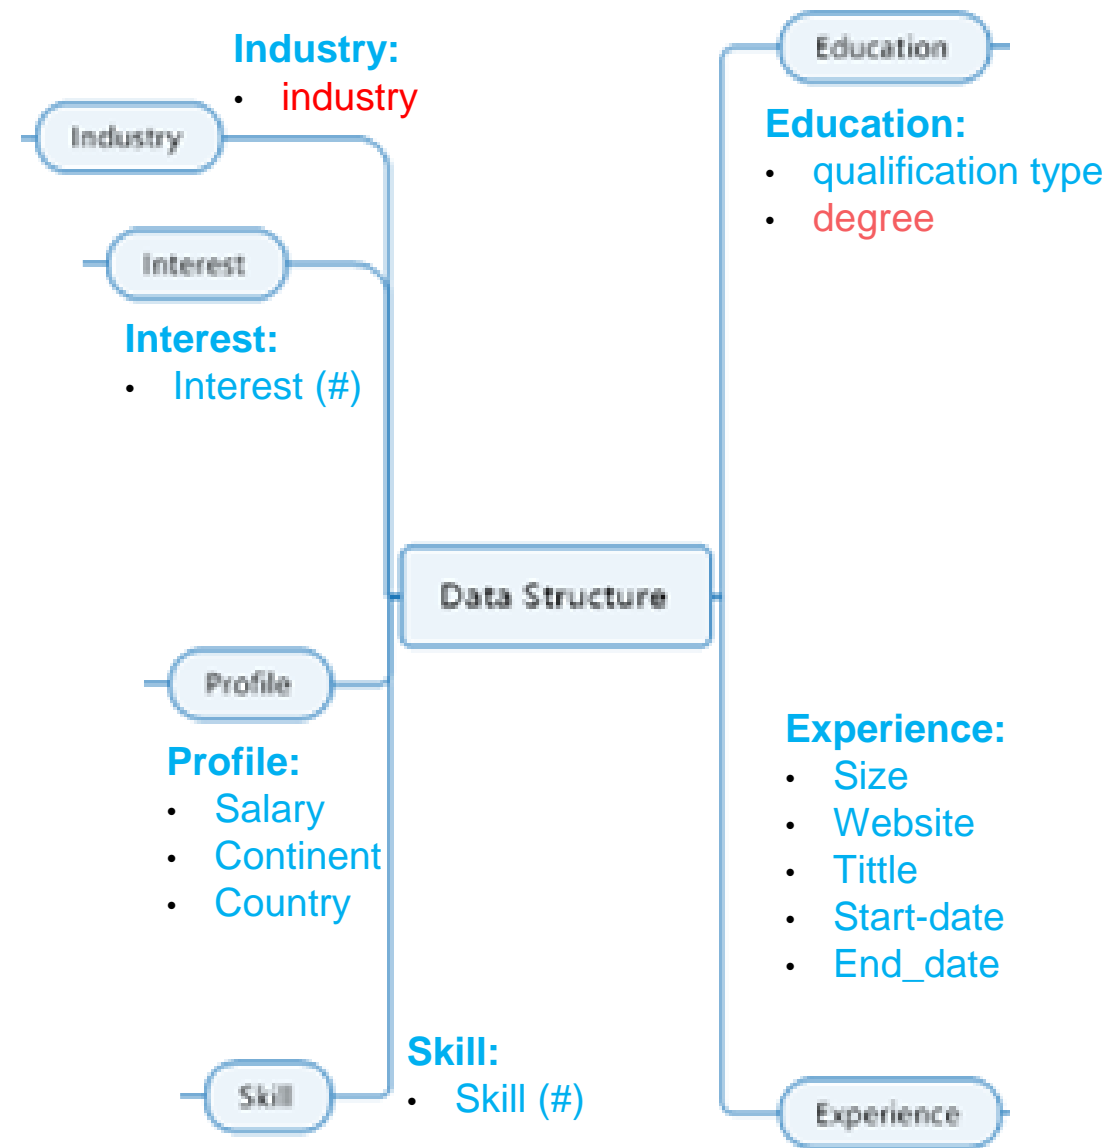 Industry:
• industry
Industry
Interest
Interest:
• Interest (#)
Data Structure
Profile
Profile:
• Salary
• Continent
• Country
Skill:
• Skill (#)
Skill
Education
Education:
• qualification type
• degree
Experience:
• Size
• Website
• Tittle
• Start-date
• End_date
Experience